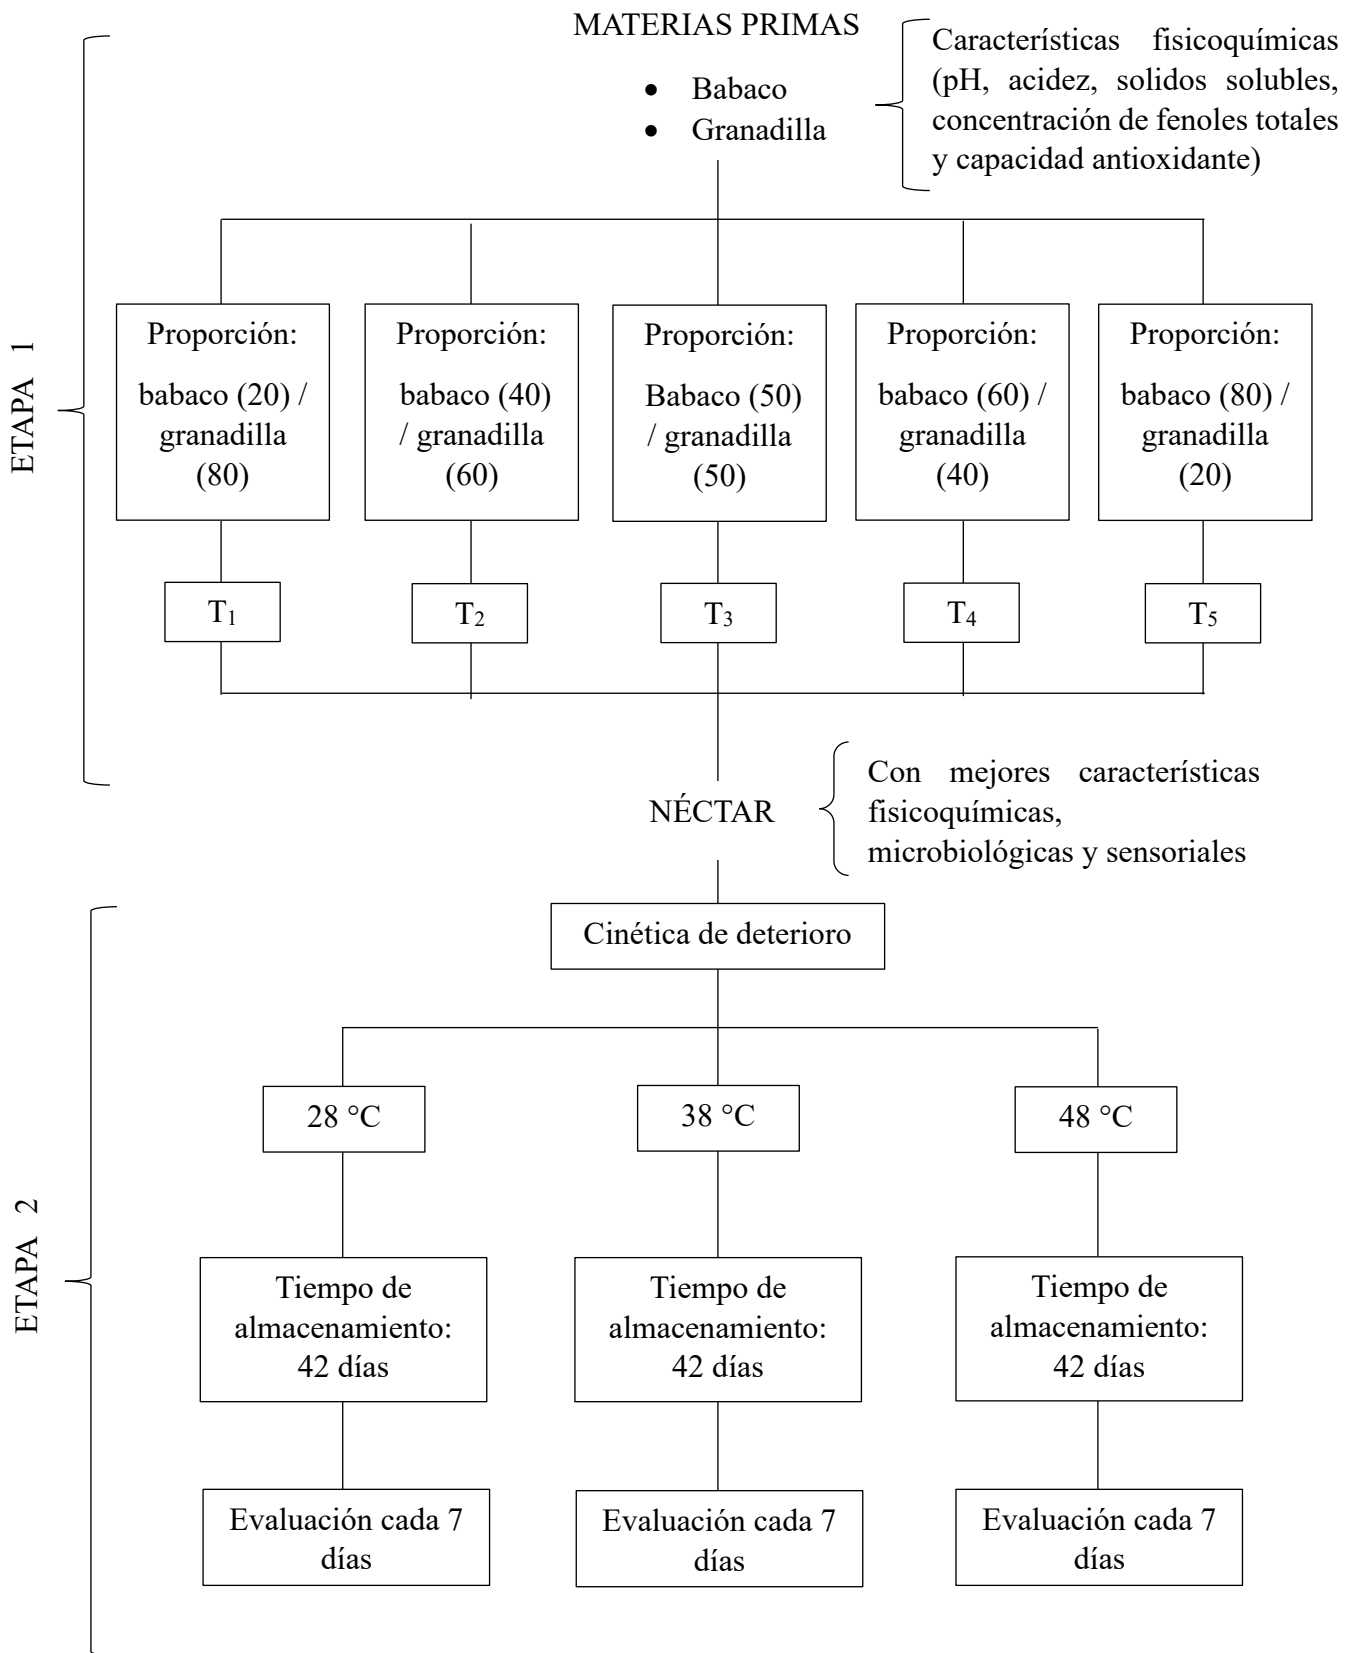 MATERIAS PRIMAS
• Babaco
• Granadilla
Características fisicoquímicas
(pH, acidez, solidos solubles,
concentración de fenoles totales
y capacidad antioxidante)
ETAPA 1
Proporción:
babaco (20) /
granadilla
(80)
Proporción:
babaco (40)
/ granadilla
(60)
Proporción:
Babaco (50)
/ granadilla
(50)
Proporción:
babaco (60) /
granadilla
(40)
Proporción:
babaco (80) /
granadilla
(20)
T₁
T₂
T₃
T₄
T₅
NÉCTAR
Con mejores características
fisicoquímicas,
microbiológicas y sensoriales
ETAPA 2
Cinética de deterioro
28 °C
38 °C
48 °C
Tiempo de
almacenamiento:
42 días
Tiempo de
almacenamiento:
42 días
Tiempo de
almacenamiento:
42 días
Evaluación cada 7
días
Evaluación cada 7
días
Evaluación cada 7
días